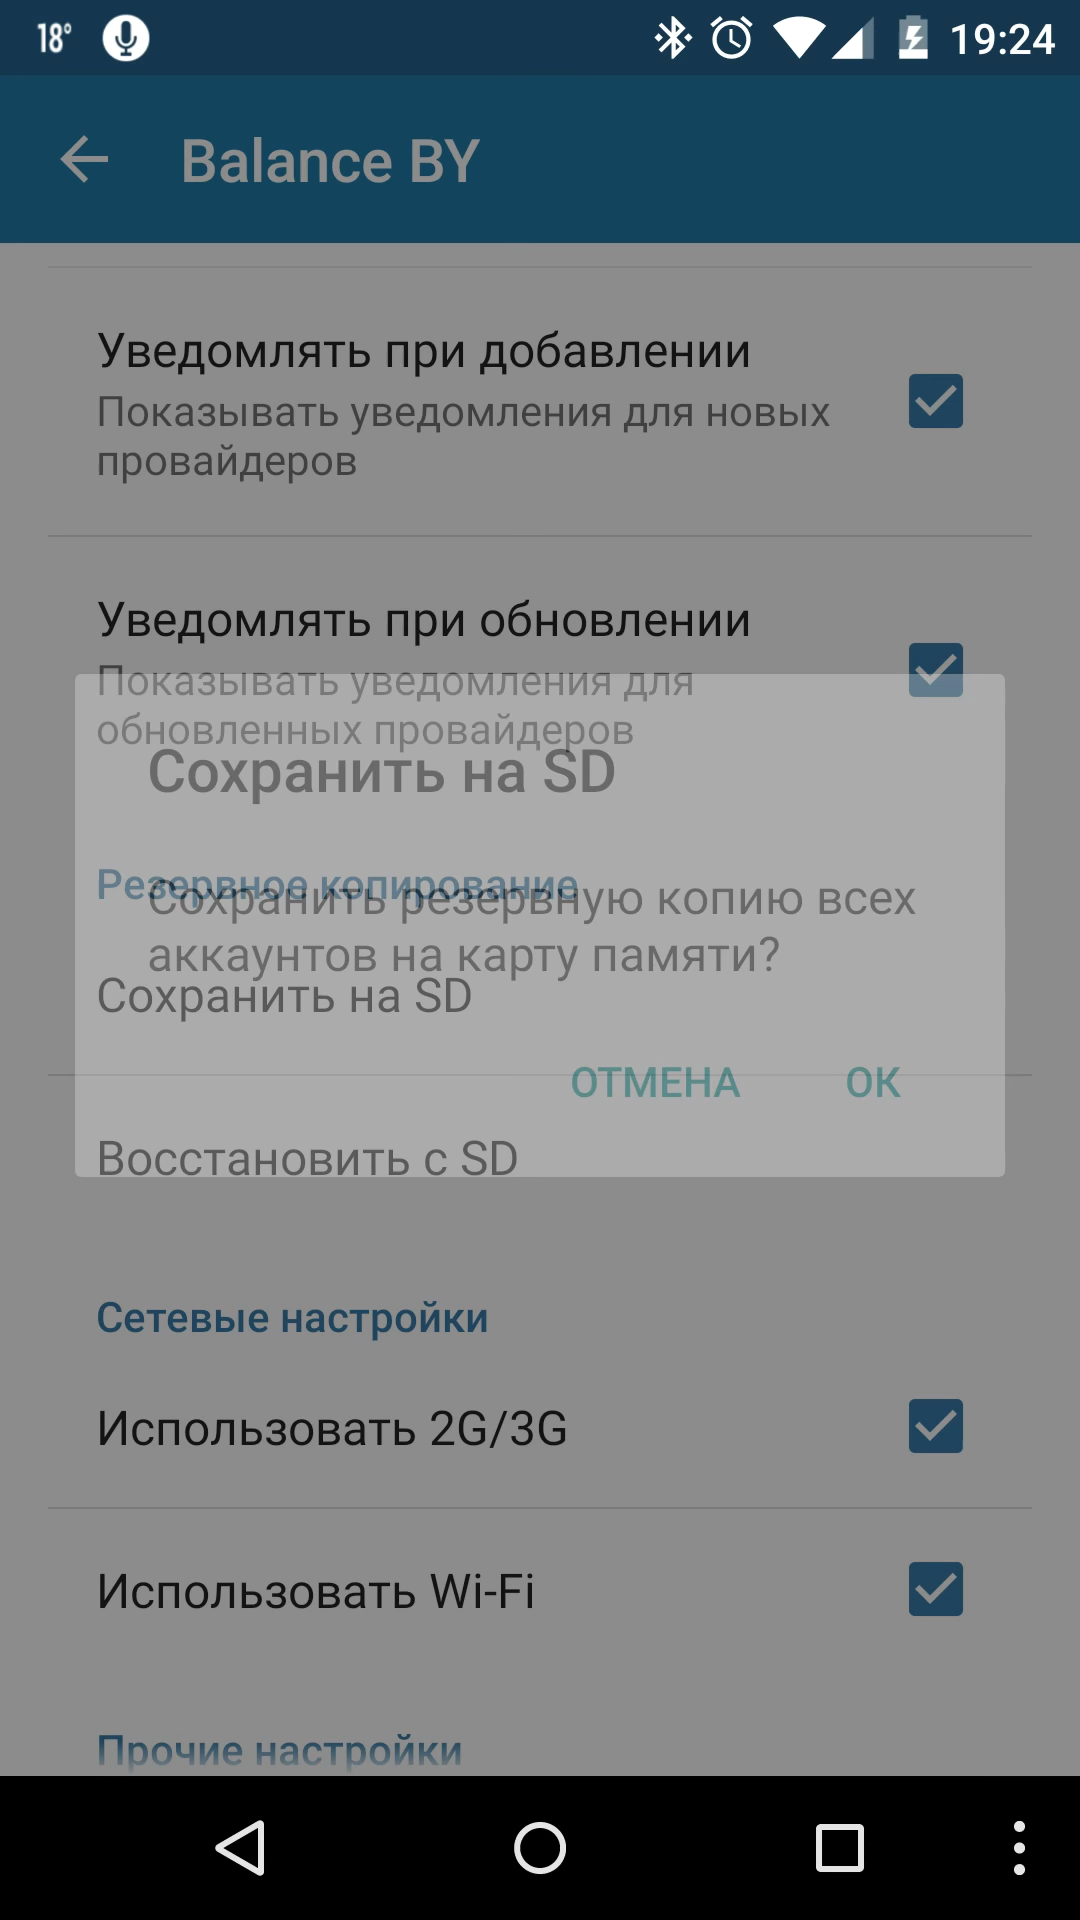 18°
19:24
Balance BY
Уведомлять при добавлении
Показывать уведомления для новых
провайдеров
Уведомлять при обновлении
Показывать уведомления для
обновленных провайдеров
Сохранить на SD
Резервное копирование
Сохранить резервную копию всех
аккаунтов на карту памяти?
Сохранить на SD
ОТМЕНА
ОК
Восстановить с SD
Сетевые настройки
Использовать 2G/3G
Использовать Wi-Fi
Прочие настройки